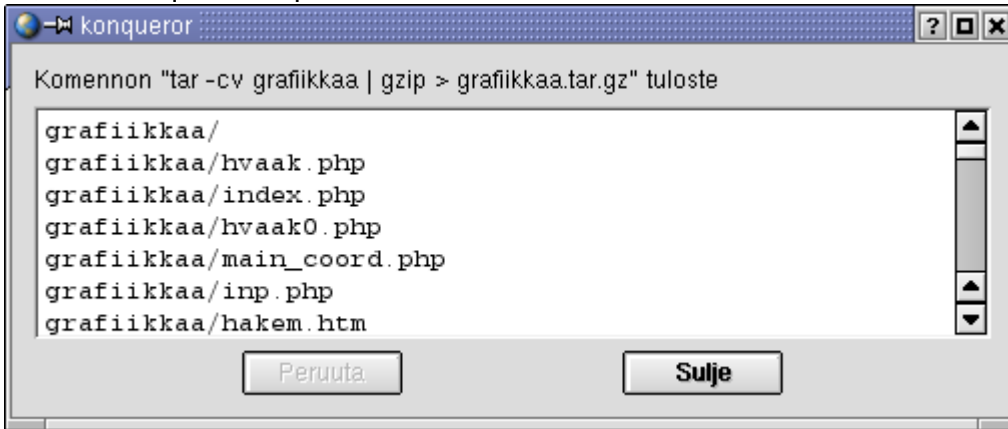 konqueror
Komennon "tar -cv grafiikkaa | gzip > grafiikkaa.tar.gz" tuloste
grafiikkaa/
grafiikkaa/hvaak.php
grafiikkaa/index.php
grafiikkaa/hvaak0.php
grafiikkaa/main_coord.php
grafiikkaa/inp.php
grafiikkaa/hakem.htm
Peruuta Sulje